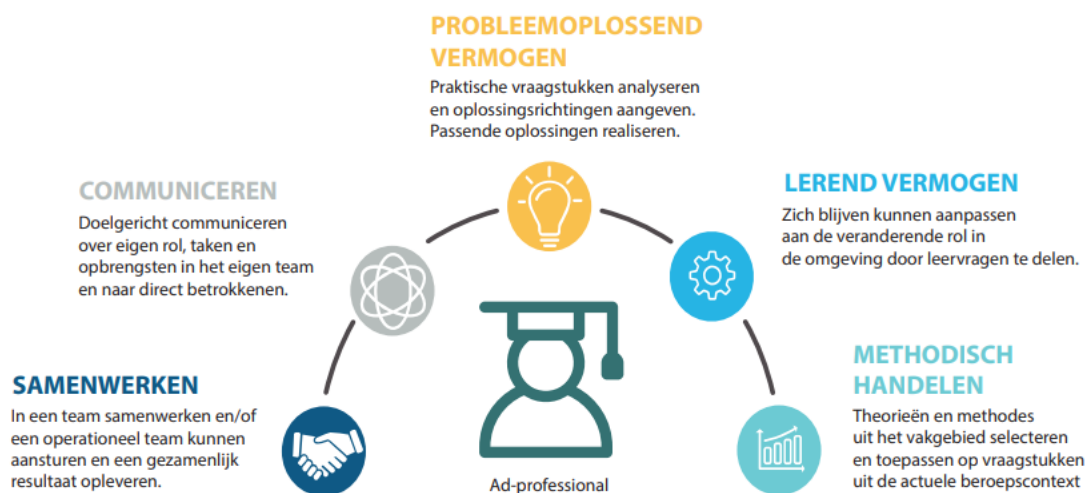 PROBLEEMOPLOSSEND
VERMOGEN
Praktische vraagstukken analyseren
en oplossingsrichtingen aangeven.
Passende oplossingen realiseren.
COMMUNICEREN
Doelgericht communiceren
over eigen rol, taken en
opbrengsten in het eigen team
en naar direct betrokkenen.
LEREND VERMOGEN
Zich blijven kunnen aanpassen
aan de veranderende rol in
de omgeving door leervragen te delen.
SAMENWERKEN
In een team samenwerken en/of
een operationeel team kunnen
aansturen en een gezamenlijk
resultaat opleveren.
METHODISCH
HANDELEN
Theorieën en methodes
uit het vakgebied selecteren
en toepassen op vraagstukken
uit de actuele beroepscontext
Ad-professional